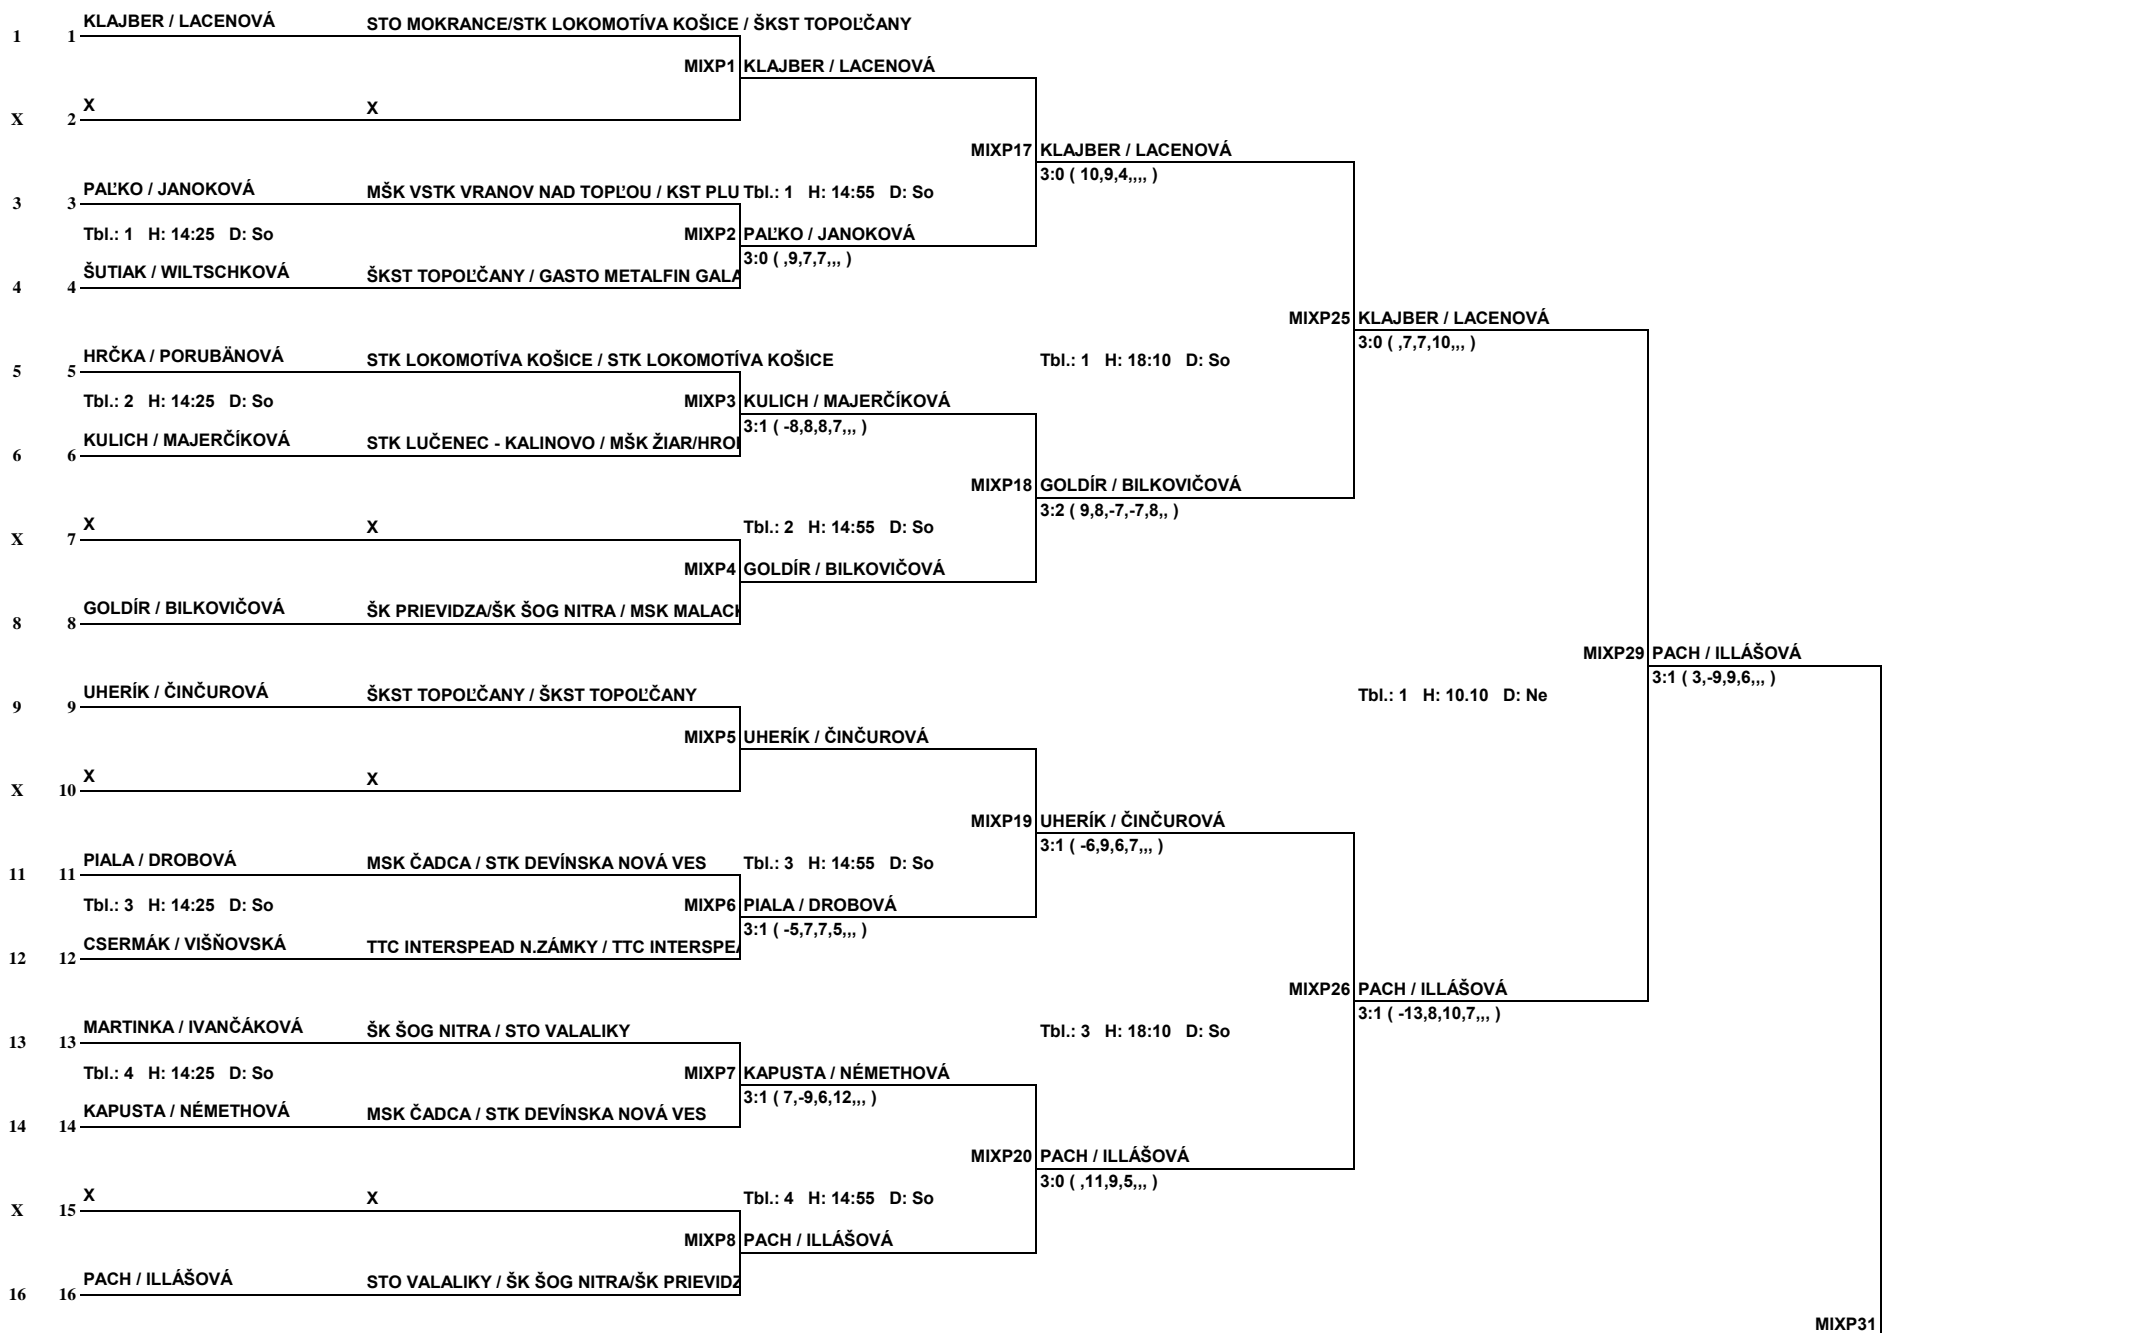 KLAJBER / LACENOVÁ STO MOKRANCE/STK LOKOMOTÍVA KOŠICE / ŠKST TOPOĽČANY
1 1
MIXP1 KLAJBER / LACENOVÁ
X X
X 2
MIXP17 KLAJBER / LACENOVÁ
3:0 ( 10,9,4,,,, )
PAĽKO / JANOKOVÁ MŠK VSTK VRANOV NAD TOPĽOU / KST PLU Tbl.: 1 H: 14:55 D: So
3 3
Tbl.: 1 H: 14:25 D: So MIXP2 PAĽKO / JANOKOVÁ
3:0 ( ,9,7,7,,, )
ŠUTIAK / WILTSCHKOVÁ ŠKST TOPOĽČANY / GASTO METALFIN GALA
4 4
MIXP25 KLAJBER / LACENOVÁ
3:0 ( ,7,7,10,,, )
HRČKA / PORUBÄNOVÁ STK LOKOMOTÍVA KOŠICE / STK LOKOMOTÍVA KOŠICE Tbl.: 1 H: 18:10 D: So
5 5
Tbl.: 2 H: 14:25 D: So MIXP3 KULICH / MAJERČÍKOVÁ
3:1 ( -8,8,8,7,,, )
KULICH / MAJERČÍKOVÁ STK LUČENEC - KALINOVO / MŠK ŽIAR/HRO
6 6
MIXP18 GOLDÍR / BILKOVIČOVÁ
3:2 ( 9,8,-7,-7,8,, )
X X Tbl.: 2 H: 14:55 D: So
X 7
MIXP4 GOLDÍR / BILKOVIČOVÁ
GOLDÍR / BILKOVIČOVÁ ŠK PRIEVIDZA/ŠK ŠOG NITRA / MSK MALACK
8 8
MIXP29 PACH / ILLÁŠOVÁ
3:1 ( 3,-9,9,6,,, )
UHERÍK / ČINČUROVÁ ŠKST TOPOĽČANY / ŠKST TOPOĽČANY Tbl.: 1 H: 10.10 D: Ne
9 9
MIXP5 UHERÍK / ČINČUROVÁ
X X
X 10
MIXP19 UHERÍK / ČINČUROVÁ
3:1 ( -6,9,6,7,,, )
PIALA / DROBOVÁ MSK ČADCA / STK DEVÍNSKA NOVÁ VES Tbl.: 3 H: 14:55 D: So
11 11
Tbl.: 3 H: 14:25 D: So MIXP6 PIALA / DROBOVÁ
3:1 ( -5,7,7,5,,, )
CSERMÁK / VIŠŇOVSKÁ TTC INTERSPEAD N.ZÁMKY / TTC INTERSPEA
12 12
MIXP26 PACH / ILLÁŠOVÁ
3:1 ( -13,8,10,7,,, )
MARTINKA / IVANČÁKOVÁ ŠK ŠOG NITRA / STO VALALIKY Tbl.: 3 H: 18:10 D: So
13 13
Tbl.: 4 H: 14:25 D: So MIXP7 KAPUSTA / NÉMETHOVÁ
3:1 ( 7,-9,6,12,,, )
KAPUSTA / NÉMETHOVÁ MSK ČADCA / STK DEVÍNSKA NOVÁ VES
14 14
MIXP20 PACH / ILLÁŠOVÁ
3:0 ( ,11,9,5,,, )
X X Tbl.: 4 H: 14:55 D: So
X 15
MIXP8 PACH / ILLÁŠOVÁ
PACH / ILLÁŠOVÁ STO VALALIKY / ŠK ŠOG NITRA/ŠK PRIEVIDZ
16 16
MIXP31